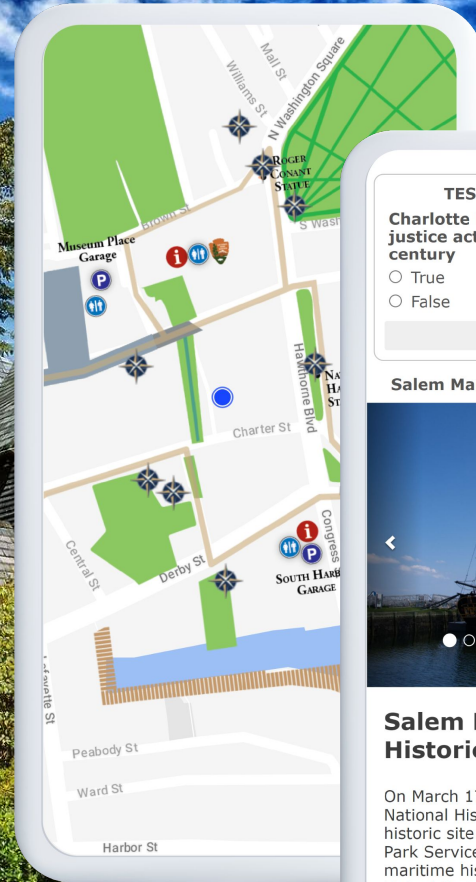 Mall St
Williams St
N Washington Square
Roger
Conant
Statue
Brown St
S Wash
Museum Place
Garage
P
i
Hawthorne Blvd
Na
Ha
St
Charter St
Central St
Derby St
Congress
i
P
South Harb
Garage
Lafayette St
Peabody St
Ward St
Harbor St
TES
Charlotte
justice act
century
True
False
Salem Ma
Salem
Historic
On March 17
National His
historic site
Park Service
maritime his